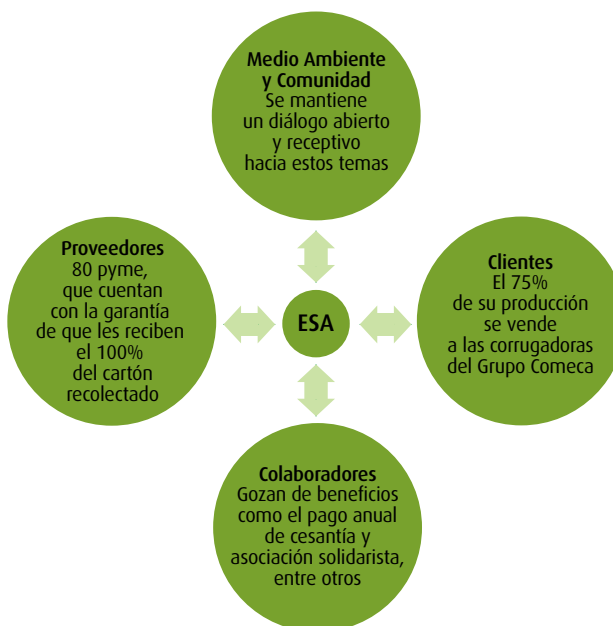 Medio Ambiente
y Comunidad
Se mantiene
un diálogo abierto
y receptivo
hacia estos temas
Proveedores
80 pyme,
que cuentan
con la garantía
de que les reciben
el 100%
del cartón
recolectado
ESA
Clientes
El 75%
de su producción
se vende
a las corrugadoras
del Grupo Comeca
Colaboradores
Gozan de beneficios
como el pago anual
de cesantía y
asociación solidarista,
entre otros